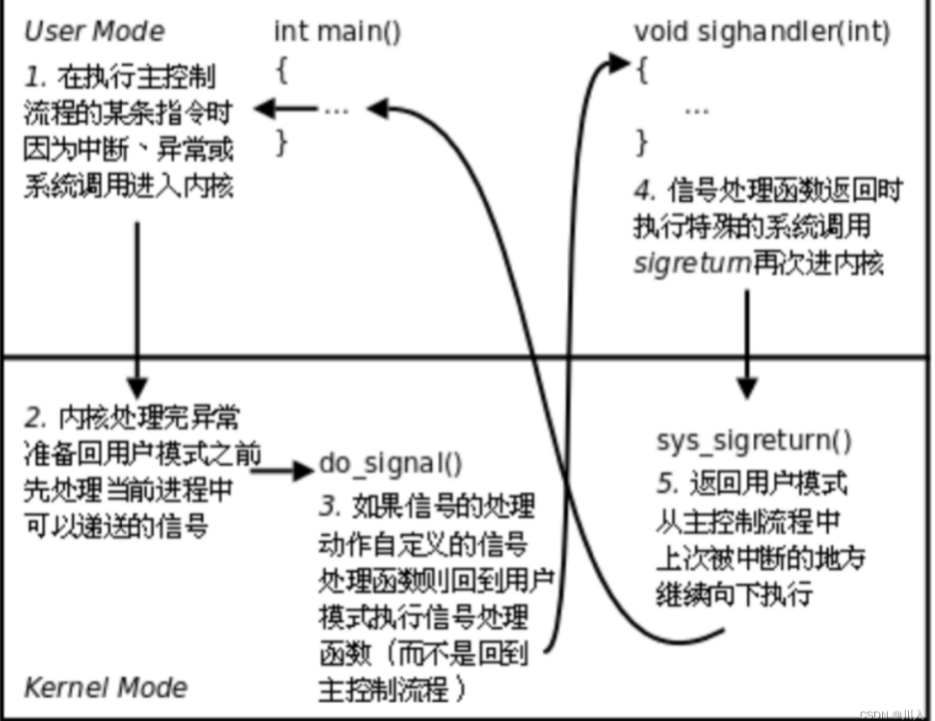 User Mode
1. 在执行主控制
流程的某条指令时
因为中断、异常或
系统调用进入内核
int main()
{
...
}
void sighandler(int)
{
...
}
4. 信号处理函数返回时
执行特殊的系统调用
sigreturn再次进内核
2. 内核处理完异常
准备回用户模式之前
先处理当前进程中
可以递送的信号
do_signal()
3. 如果信号的处理
动作自定义的信号
处理函数则回到用户
模式执行信号处理
函数（而不是回到
主控制流程）
sys_sigreturn()
5. 返回用户模式
从主控制流程中
上次被中断的地方
继续向下执行
Kernel Mode